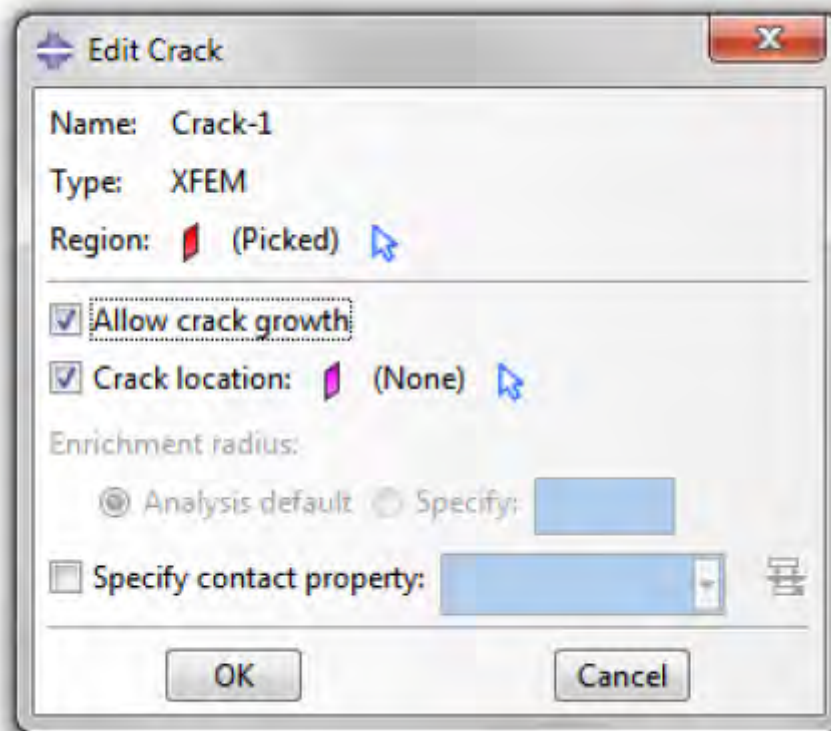 Edit Crack
Name: Crack-1
Type: XFEM
Region: (Picked)
Allow crack growth
Crack location: (None)
Enrichment radius:
Analysis default Specify:
Specify contact property:
OK Cancel